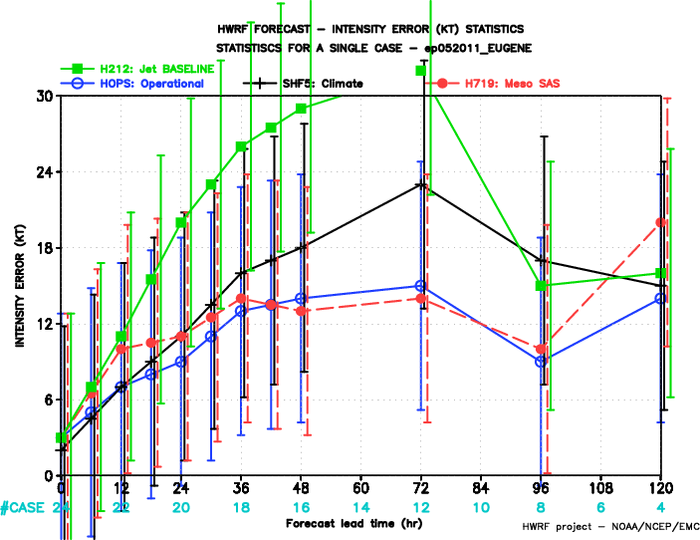 HWRF FORECAST – INTENSITY ERROR (KT) STATISTICS
STATISTISCS FOR A SINGLE CASE – ep052011_EUGENE
H212: Jet BASELINE
HOPS: Operational SHF5: Climate H719: Meso SAS
INTENSITY ERROR (KT)
30
24
18
12
6
0
0 12 24 36 48 60 72 84 96 108 120
#CASE 24 22 20 18 16 14 12 10 8 6 4
Forecast lead time (hr)
HWRF project – NOAA/NCEP/EMC